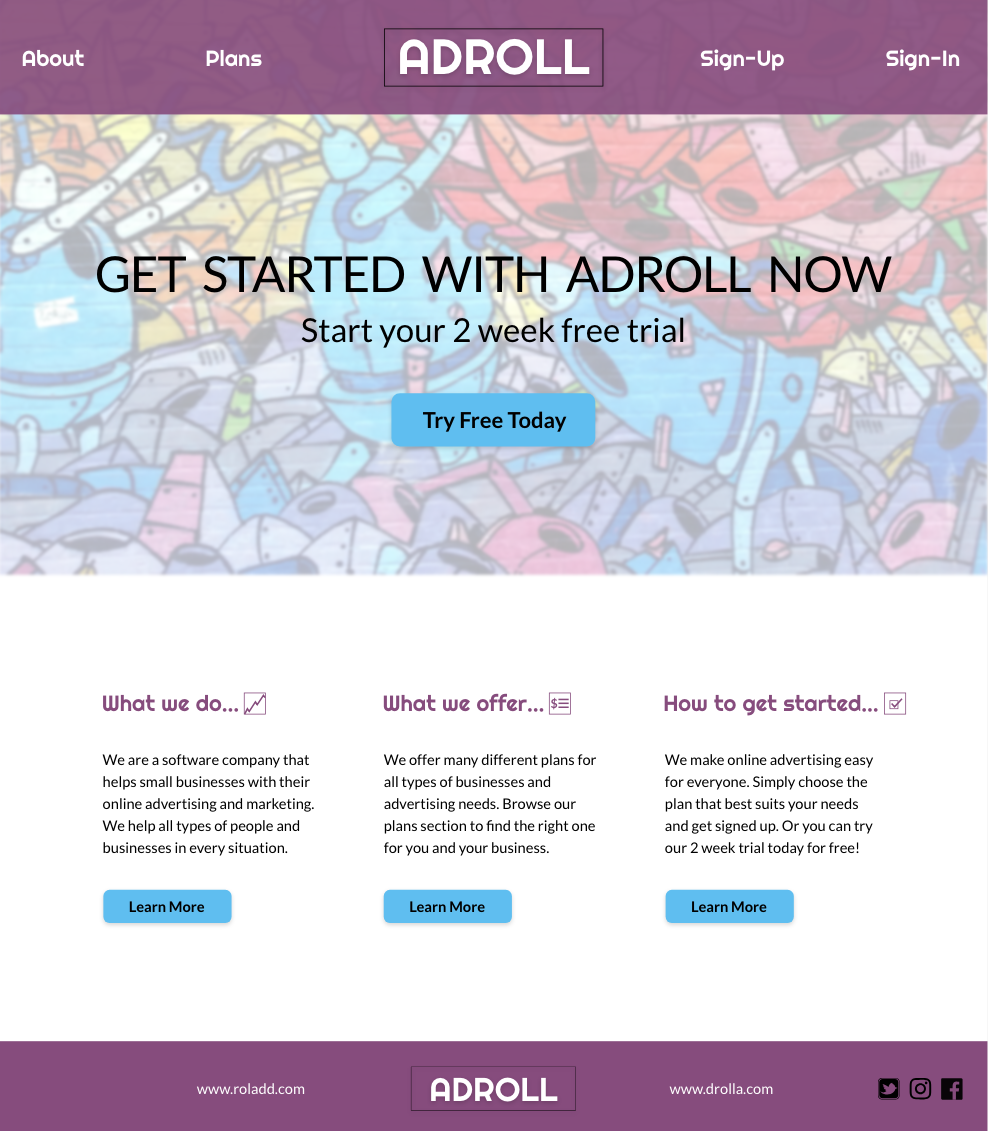 About
Plans
ADROLL
Sign-Up
Sign-In
GET STARTED WITH ADROLL NOW
Start your 2 week free trial
Try Free Today
What we do...
We are a software company that
helps small businesses with their
online advertising and marketing.
We help all types of people and
businesses in every situation.
Learn More
What we offer...
$
We offer many different plans for
all types of businesses and
advertising needs. Browse our
plans section to find the right one
for you and your business.
Learn More
How to get started...
We make online advertising easy
for everyone. Simply choose the
plan that best suits your needs
and get signed up. Or you can try
our 2 week trial today for free!
Learn More
www.roladd.com
ADROLL
www.drolla.com